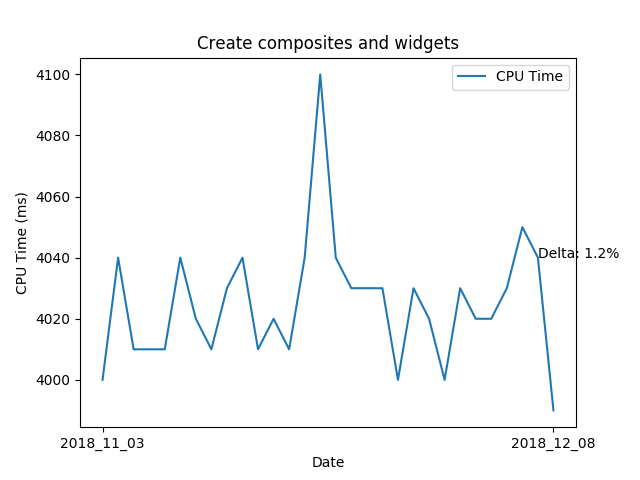 Create composites and widgets
CPU Time
4100
4080
4060
4040
4020
4000
CPU Time (ms)
Delta: 1.2%
2018_11_03
2018_12_08
Date